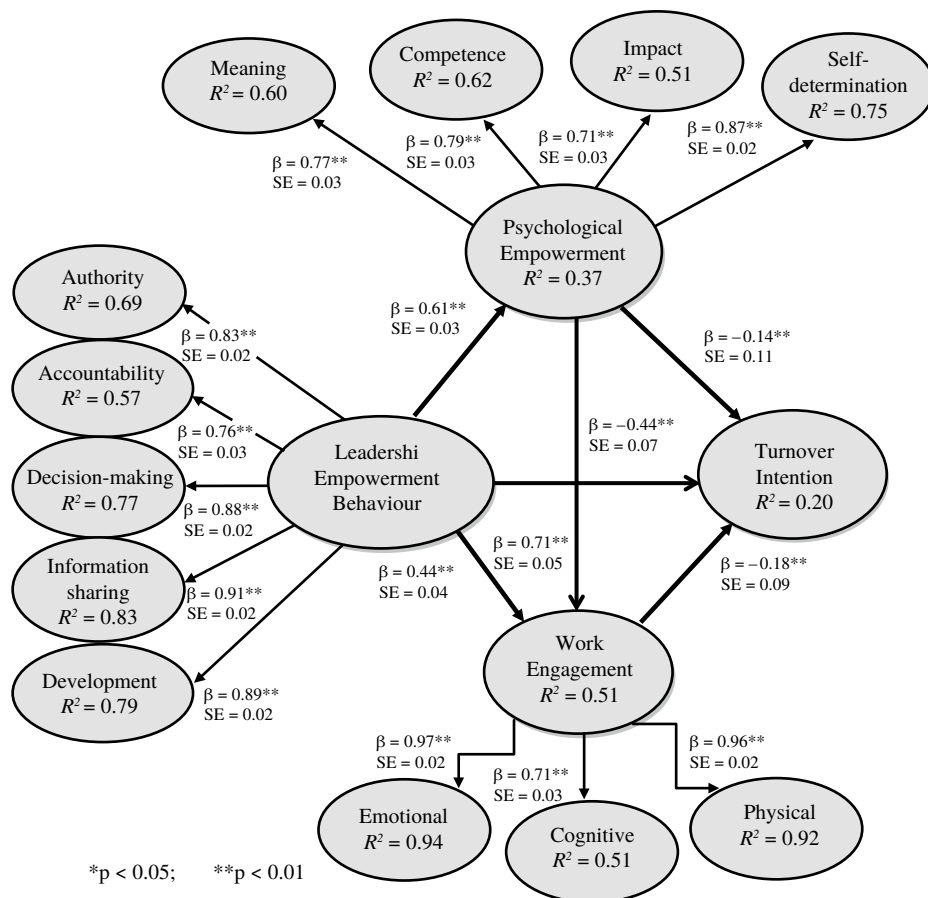 Meaning
R² = 0.60
Competence
R² = 0.62
Impact
R² = 0.51
Self-
determination
R² = 0.75
β = 0.77**
SE = 0.03
β = 0.79**
SE = 0.03
β = 0.71**
SE = 0.03
β = 0.87**
SE = 0.02
Psychological
Empowerment
R² = 0.37
Authority
R² = 0.69
β = 0.83**
SE = 0.02
β = 0.61**
SE = 0.03
β = −0.14**
SE = 0.11
Accountability
R² = 0.57
β = 0.76**
SE = 0.03
β = −0.44**
SE = 0.07
Leadershi
Empowerment
Behaviour
Turnover
Intention
R² = 0.20
Decision-making
R² = 0.77
β = 0.88**
SE = 0.02
Information
sharing
R² = 0.83
β = 0.91**
SE = 0.02
β = 0.44**
SE = 0.04
β = 0.71**
SE = 0.05
β = −0.18**
SE = 0.09
Development
R² = 0.79
β = 0.89**
SE = 0.02
Work
Engagement
R² = 0.51
β = 0.97**
SE = 0.02
β = 0.71**
SE = 0.03
β = 0.96**
SE = 0.02
Emotional
R² = 0.94
Cognitive
R² = 0.51
Physical
R² = 0.92
*p < 0.05; **p < 0.01